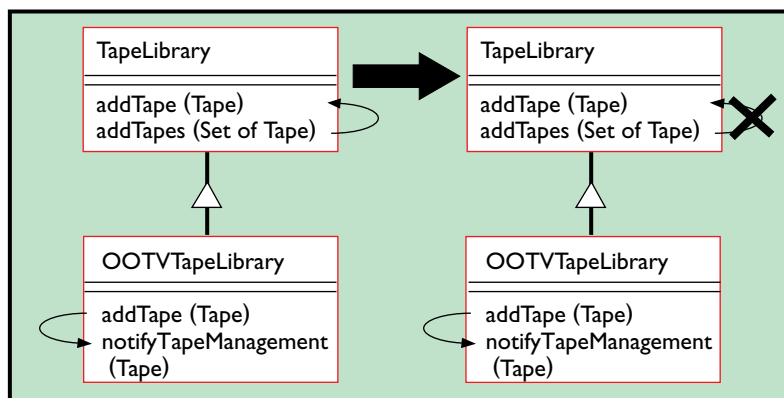 TapeLibrary
addTape (Tape)
addTapes (Set of Tape)
OOTVTapeLibrary
addTape (Tape)
notifyTapeManagement
(Tape)
TapeLibrary
addTape (Tape)
addTapes (Set of Tape)
OOTVTapeLibrary
addTape (Tape)
notifyTapeManagement
(Tape)